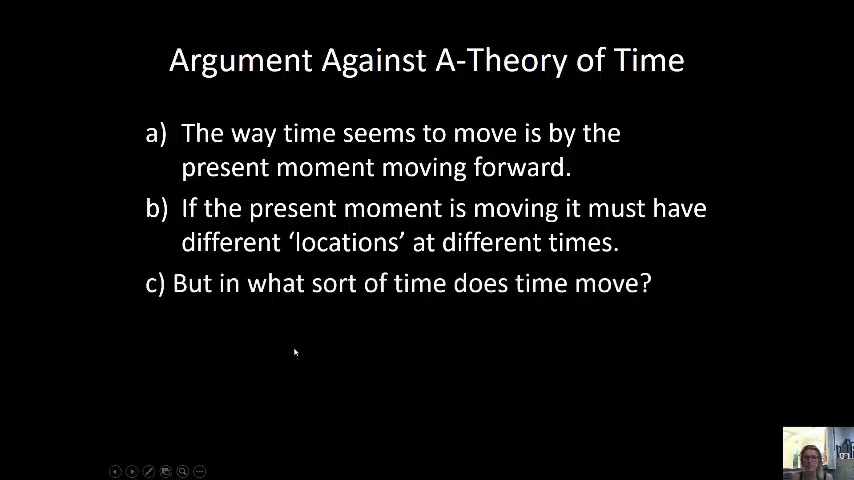 Argument Against A-Theory of Time
a) The way time seems to move is by the
present moment moving forward.
b) If the present moment is moving it must have
different ‘locations’ at different times.
c) But in what sort of time does time move?